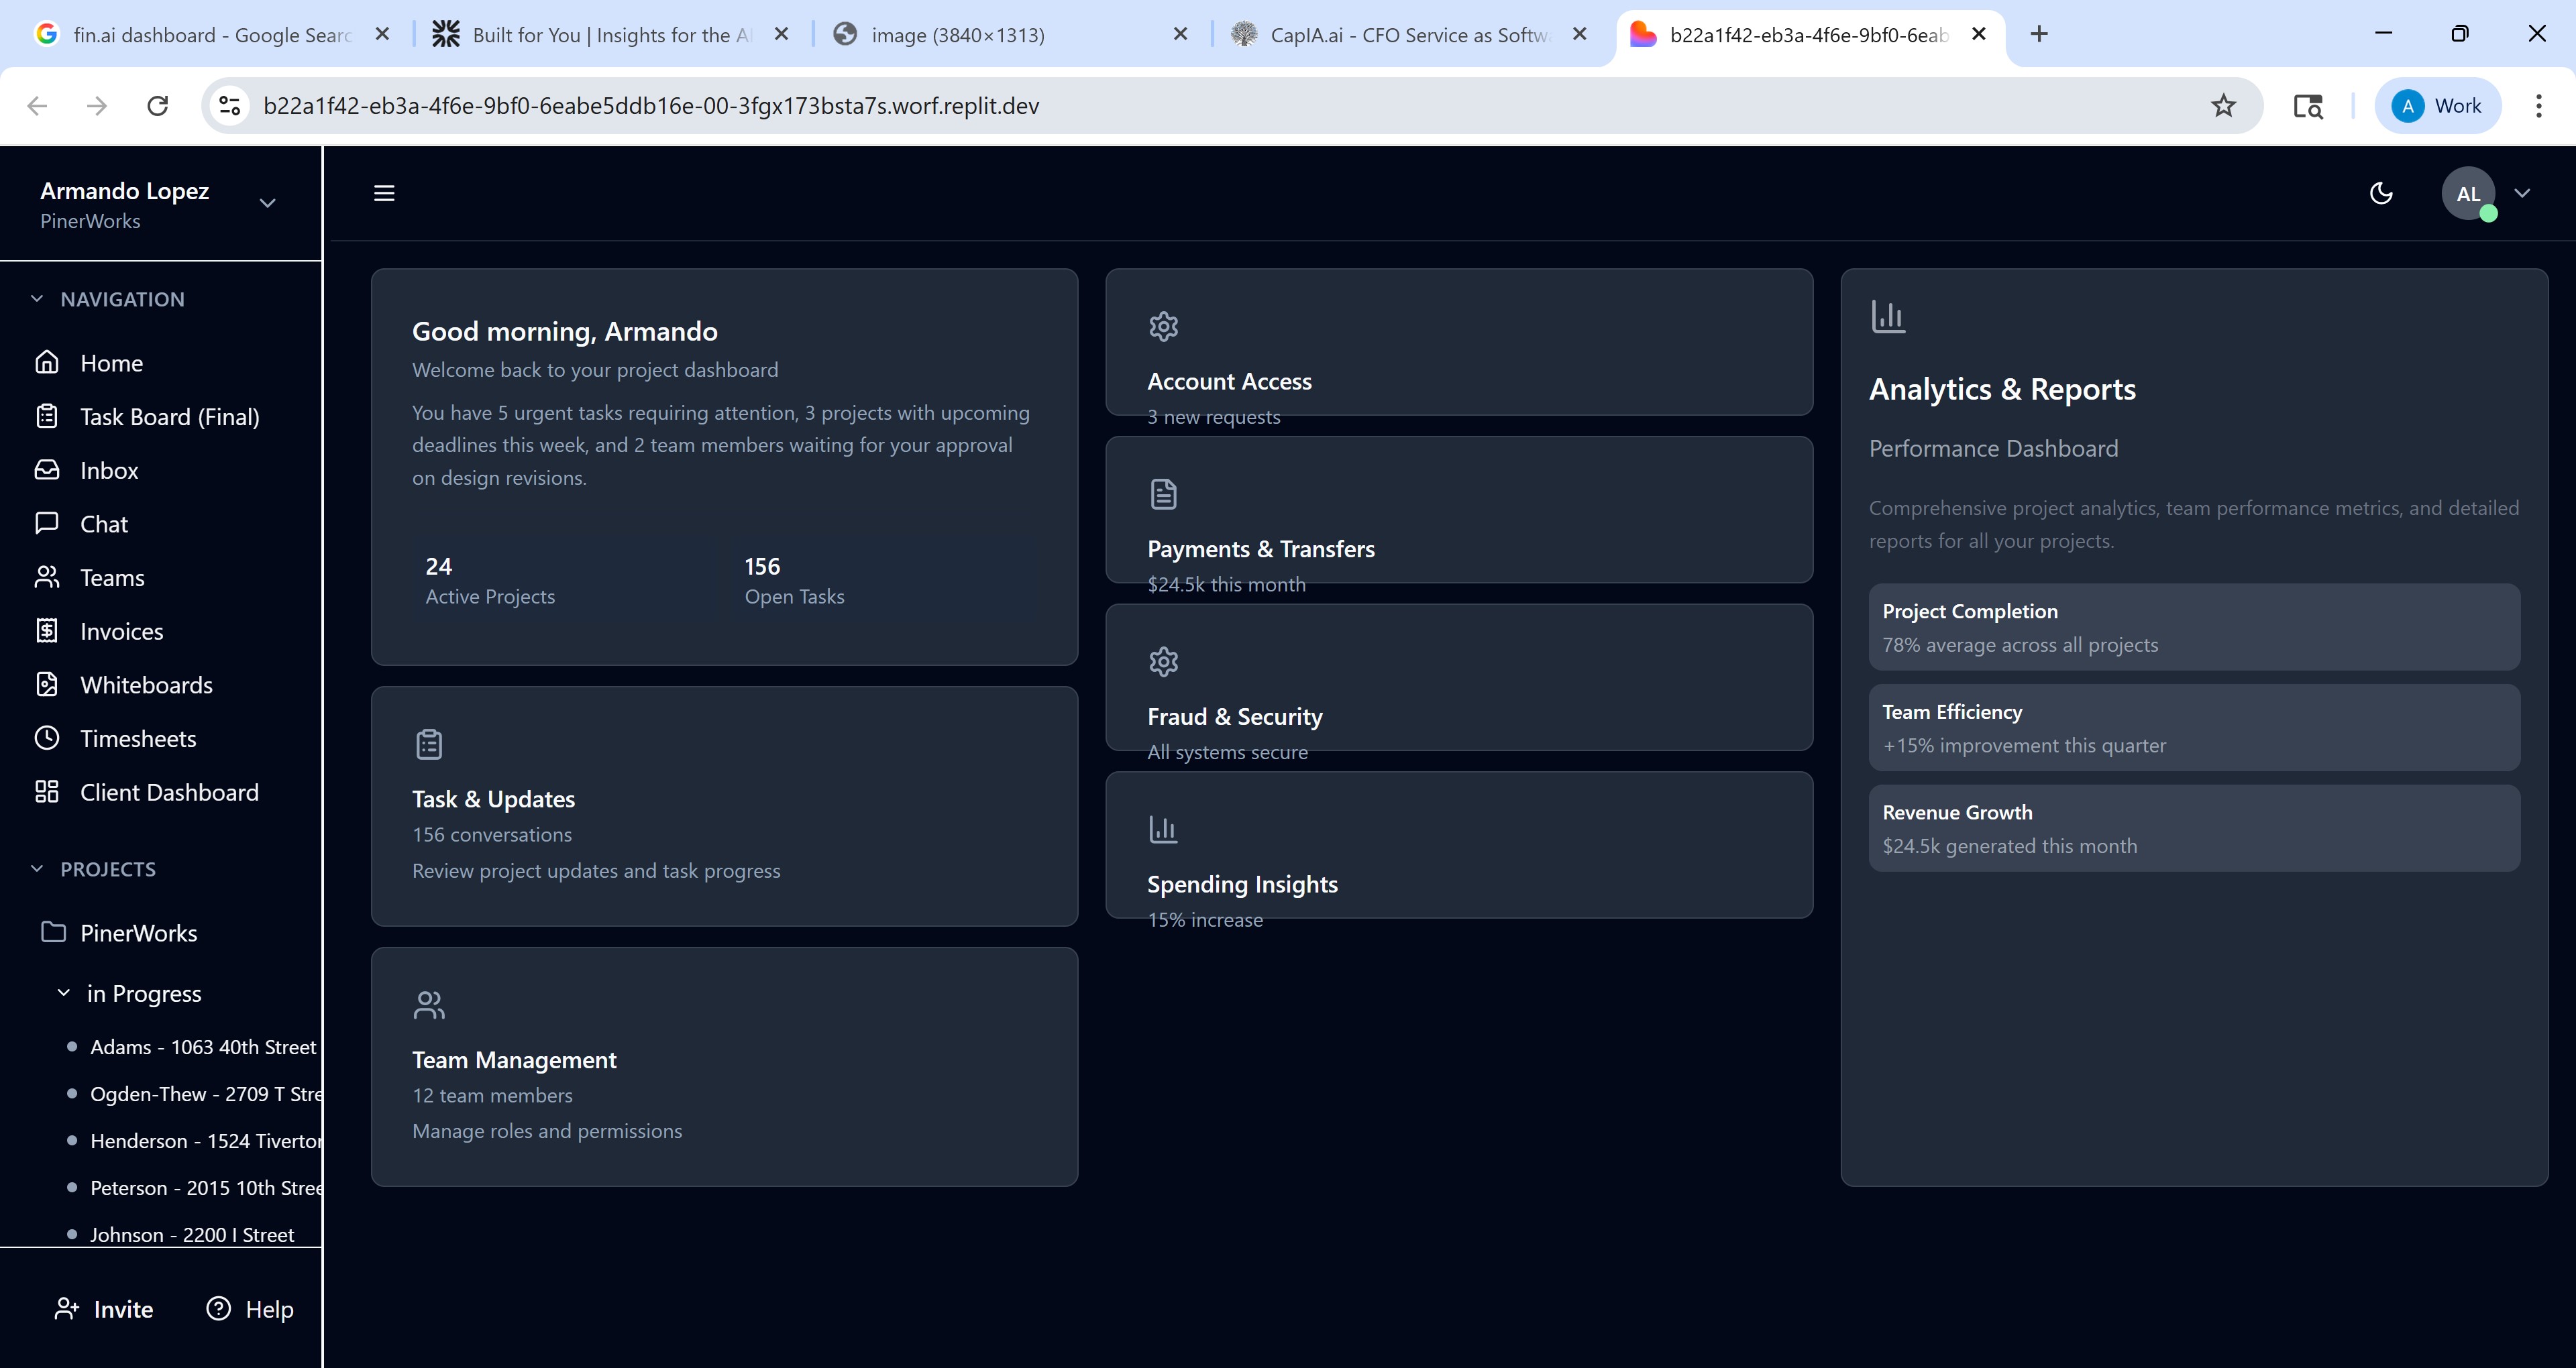 fin.ai dashboard - Google Searc
Built for You | Insights for the AI
image (3840×1313)
CapIA.ai - CFO Service as Softw
b22a1f42-eb3a-4f6e-9bf0-6eab
b22a1f42-eb3a-4f6e-9bf0-6eabe5ddb16e-00-3fgx173bsta7s.worf.replit.dev
A
Work
Armando Lopez
PinerWorks
NAVIGATION
Home
Task Board (Final)
Inbox
Chat
Teams
Invoices
Whiteboards
Timesheets
Client Dashboard
PROJECTS
PinerWorks
in Progress
Adams - 1063 40th Street
Ogden-Thew - 2709 T Stre
Henderson - 1524 Tiverton
Peterson - 2015 10th Stree
Johnson - 2200 I Street
Invite
Help
AL
Good morning, Armando
Welcome back to your project dashboard
You have 5 urgent tasks requiring attention, 3 projects with upcoming
deadlines this week, and 2 team members waiting for your approval
on design revisions.
24
Active Projects
156
Open Tasks
Task & Updates
156 conversations
Review project updates and task progress
Team Management
12 team members
Manage roles and permissions
Account Access
3 new requests
Payments & Transfers
$24.5k this month
Fraud & Security
All systems secure
Spending Insights
15% increase
Analytics & Reports
Performance Dashboard
Comprehensive project analytics, team performance metrics, and detailed
reports for all your projects.
Project Completion
78% average across all projects
Team Efficiency
+15% improvement this quarter
Revenue Growth
$24.5k generated this month